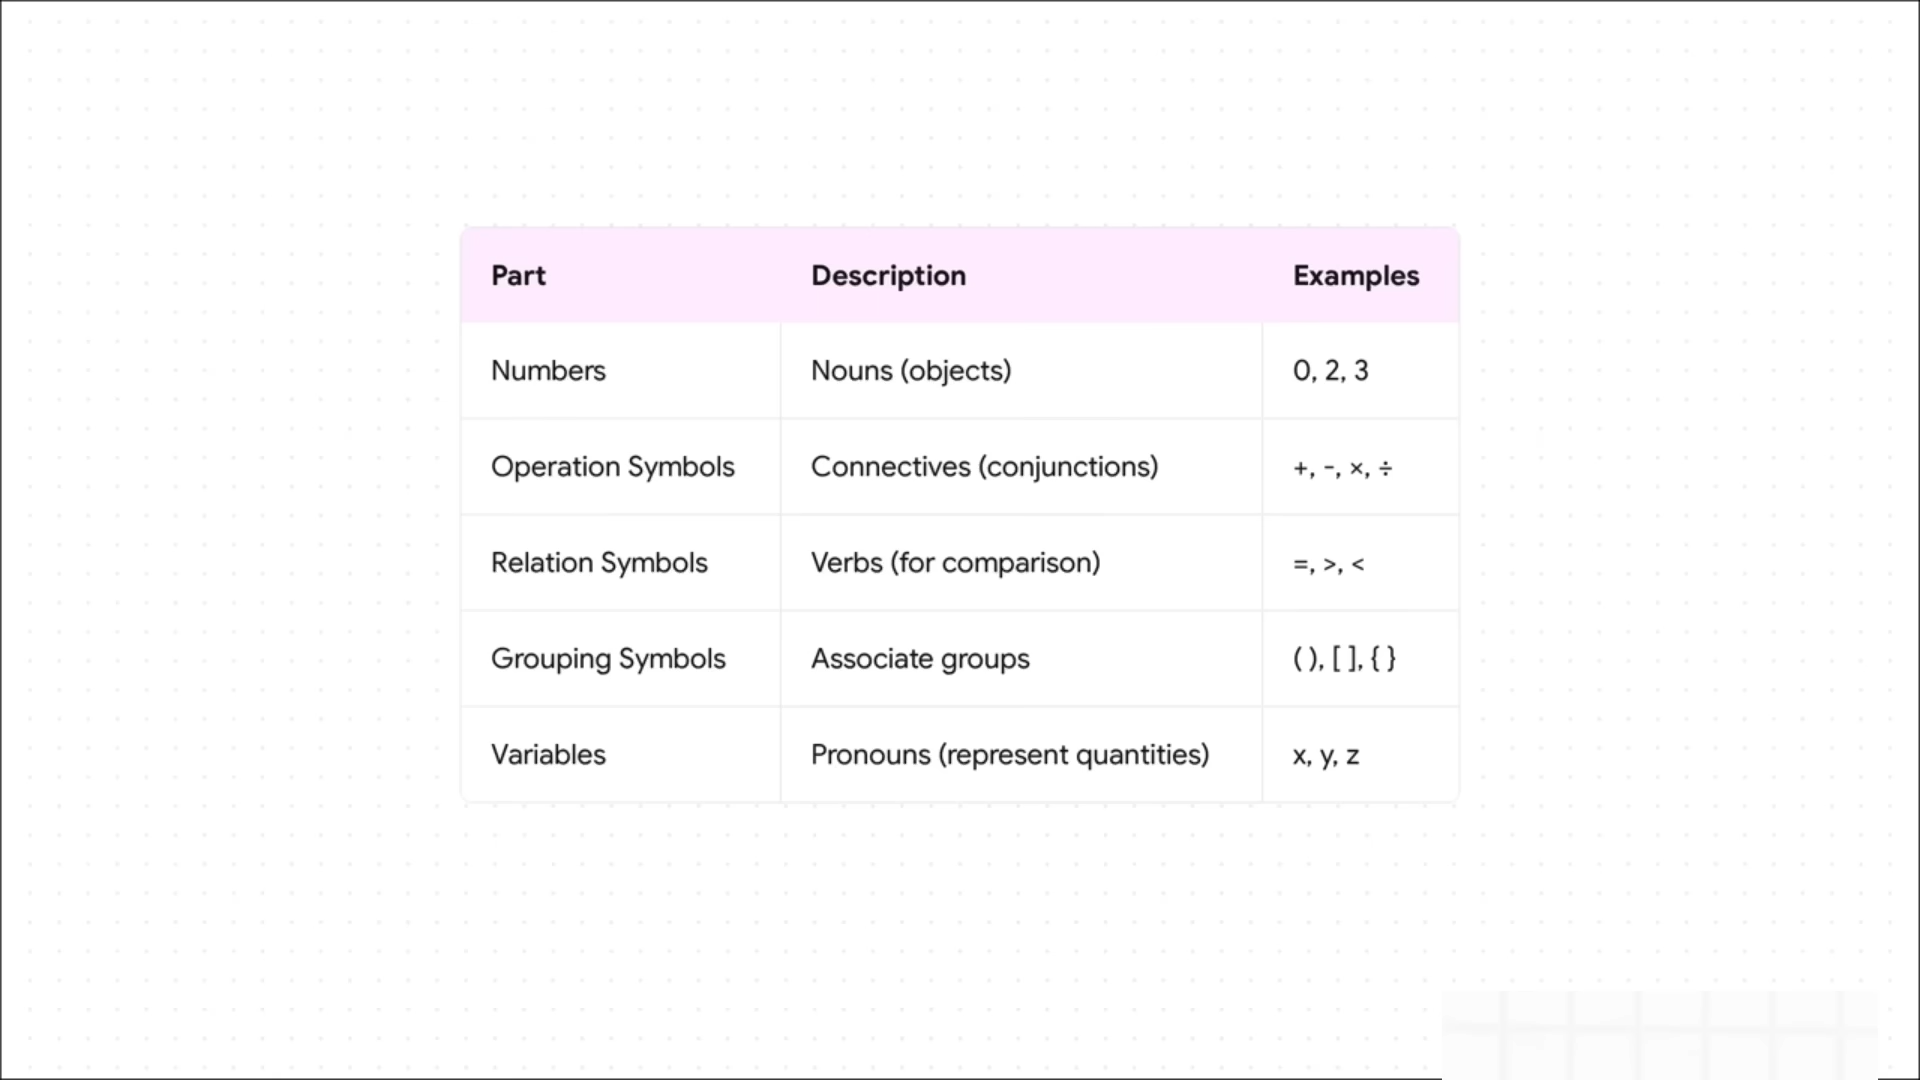 Part Description Examples
Numbers Nouns (objects) 0, 2, 3
Operation Symbols Connectives (conjunctions) +, -, ×, ÷
Relation Symbols Verbs (for comparison) =, >, <
Grouping Symbols Associate groups ( ), [ ], { }
Variables Pronouns (represent quantities) x, y, z